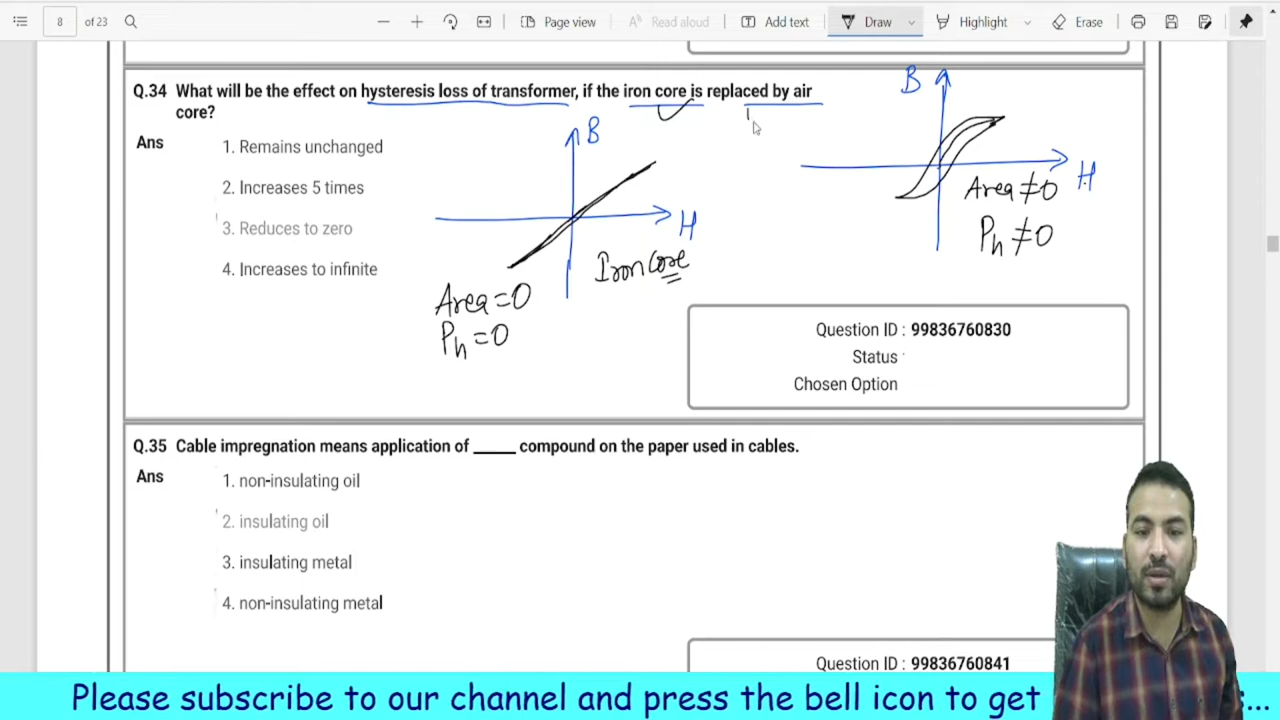 8 of 23
Page view
Read aloud
Add text
Draw
Highlight
Erase
Q.34 What will be the effect on hysteresis loss of transformer, if the iron core is replaced by air
core?
Ans
1. Remains unchanged
2. Increases 5 times
3. Reduces to zero
4. Increases to infinite
B
H
Iron Core
Area=0
Ph=0
B
H
Area≠0
Ph≠0
Question ID : 99836760830
Status
Chosen Option
Q.35 Cable impregnation means application of _____ compound on the paper used in cables.
Ans
1. non-insulating oil
2. insulating oil
3. insulating metal
4. non-insulating metal
Question ID : 99836760841
Please subscribe to our channel and press the bell icon to get